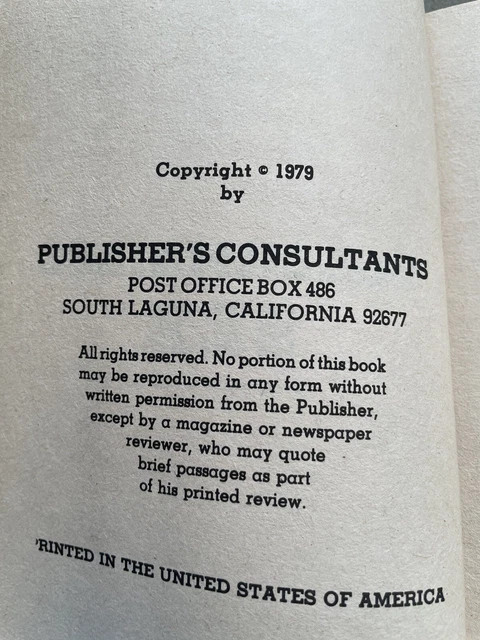 Copyright © 1979
by
PUBLISHER'S CONSULTANTS
POST OFFICE BOX 486
SOUTH LAGUNA, CALIFORNIA 92677
All rights reserved. No portion of this book
may be reproduced in any form without
written permission from the Publisher,
except by a magazine or newspaper
reviewer, who may quote
brief passages as part
of his printed review.
PRINTED IN THE UNITED STATES OF AMERICA